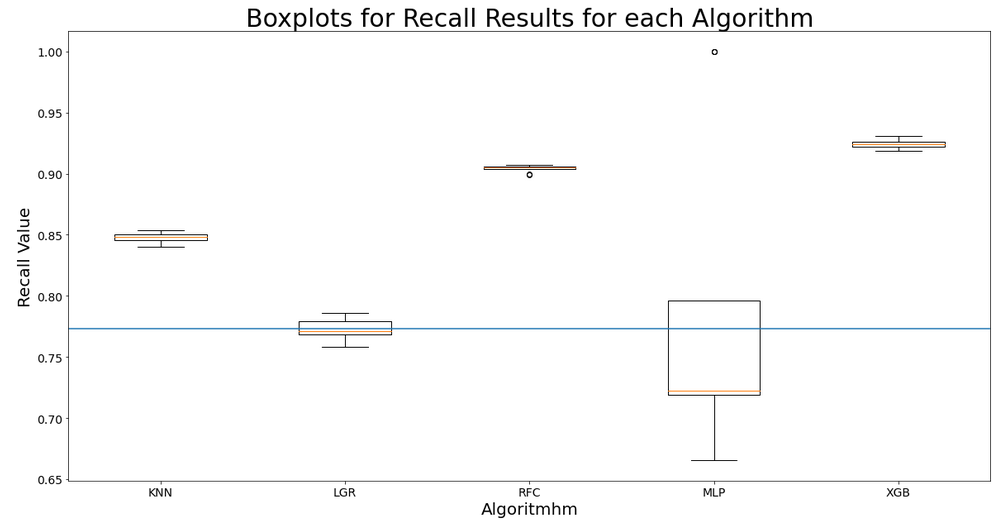 Boxplots for Recall Results for each Algorithm
1.00
0.95
0.90
0.85
0.80
0.75
0.70
0.65
Recall Value
KNN LGR RFC MLP XGB
Algoritmhm